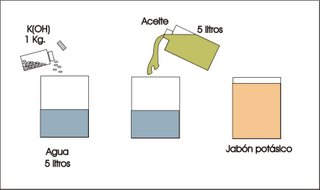 K(OH)
1 Kg.
Aceite
5 litros
Agua
5 litros
Jabón potásico